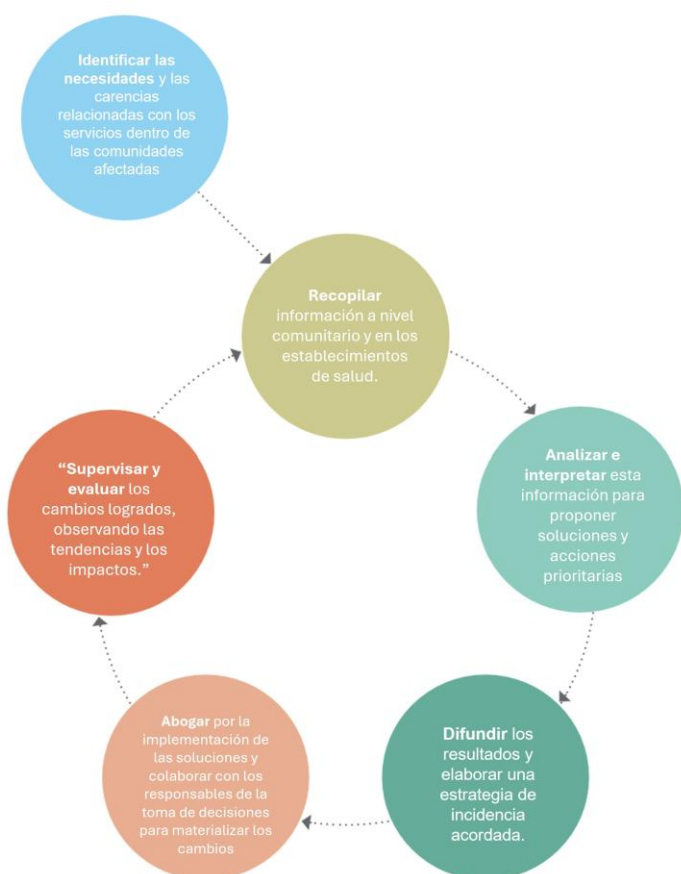 Identificar las
necesidades y las
carencias
relacionadas con los
servicios dentro de
las comunidades
afectadas
Recopilar
información a nivel
comunitario y en los
establecimientos
de salud.
Analizar e
interpretar esta
información para
proponer
soluciones y
acciones
prioritarias
Difundir los
resultados y
elaborar una
estrategia de
incidencia
acordada.
Abogar por la
implementación de
las soluciones y
colaborar con los
responsables de la
toma de decisiones
para materializar los
cambios
“Supervisar y
evaluar los
cambios logrados,
observando las
tendencias y los
impactos.”